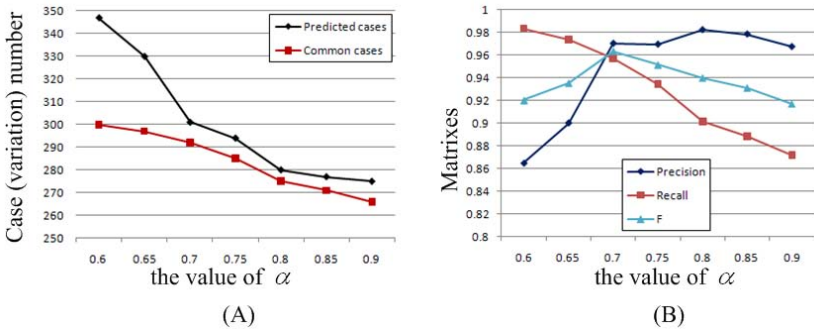 350
340
330
320
310
300
290
280
270
260
250
Case (variation) number
Predicted cases
Common cases
0.6 0.65 0.7 0.75 0.8 0.85 0.9
the value of α
(A)
1
0.98
0.96
0.94
0.92
0.9
0.88
0.86
0.84
0.82
0.8
Matrixes
Precision
Recall
F
0.6 0.65 0.7 0.75 0.8 0.85 0.9
the value of α
(B)